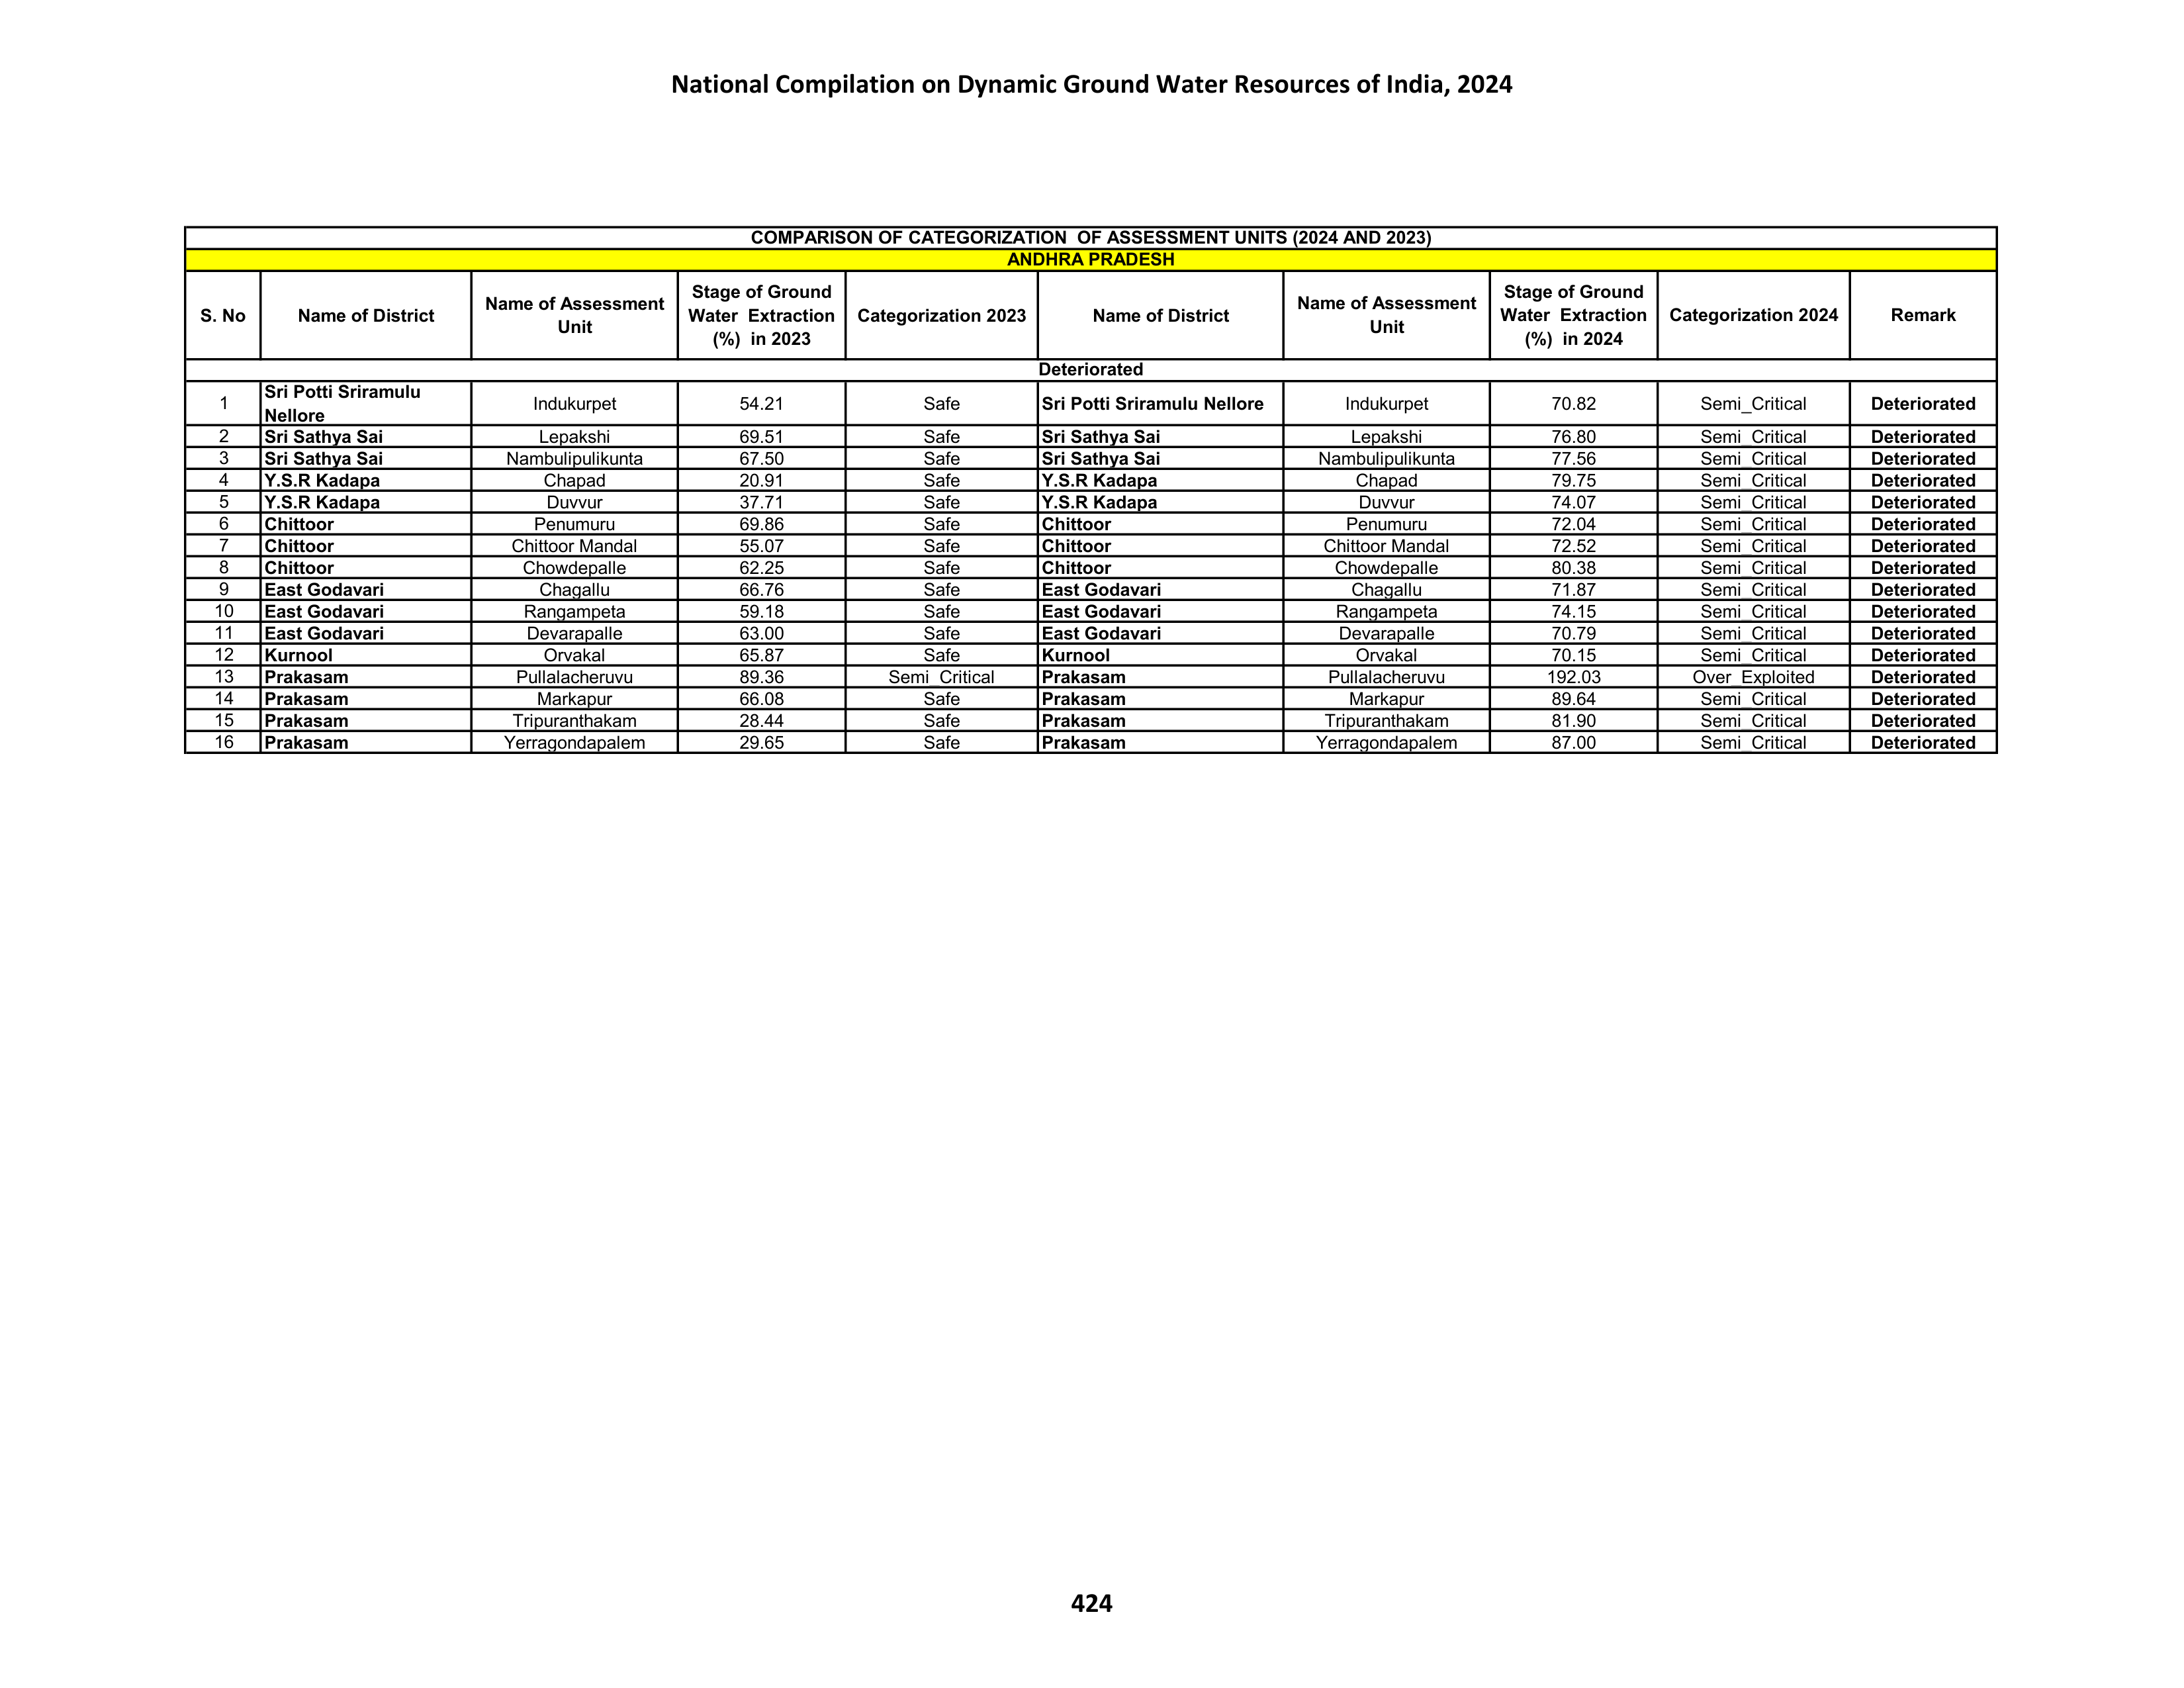 National Compilation on Dynamic Ground Water Resources of India, 2024
COMPARISON OF CATEGORIZATION OF ASSESSMENT UNITS (2024 AND 2023)
ANDHRA PRADESH
S. No Name of District Name of Assessment Unit Stage of Ground Water Extraction (%) in 2023 Categorization 2023 Name of District Name of Assessment Unit Stage of Ground Water Extraction (%) in 2024 Categorization 2024 Remark
Deteriorated
1 Sri Potti Sriramulu Nellore Indukurpet 54.21 Safe Sri Potti Sriramulu Nellore Indukurpet 70.82 Semi_Critical Deteriorated
2 Sri Sathya Sai Lepakshi 69.51 Safe Sri Sathya Sai Lepakshi 76.80 Semi_Critical Deteriorated
3 Sri Sathya Sai Nambulipulikunta 67.50 Safe Sri Sathya Sai Nambulipulikunta 77.56 Semi_Critical Deteriorated
4 Y.S.R Kadapa Chapad 20.91 Safe Y.S.R Kadapa Chapad 79.75 Semi_Critical Deteriorated
5 Y.S.R Kadapa Duvvur 37.71 Safe Y.S.R Kadapa Duvvur 74.07 Semi_Critical Deteriorated
6 Chittoor Penumuru 69.86 Safe Chittoor Penumuru 72.04 Semi_Critical Deteriorated
7 Chittoor Chittoor Mandal 55.07 Safe Chittoor Chittoor Mandal 72.52 Semi_Critical Deteriorated
8 Chittoor Chowdepalle 62.25 Safe Chittoor Chowdepalle 80.38 Semi_Critical Deteriorated
9 East Godavari Chagallu 66.76 Safe East Godavari Chagallu 71.87 Semi_Critical Deteriorated
10 East Godavari Rangampeta 59.18 Safe East Godavari Rangampeta 74.15 Semi_Critical Deteriorated
11 East Godavari Devarapalle 63.00 Safe East Godavari Devarapalle 70.79 Semi_Critical Deteriorated
12 Kurnool Orvakal 65.87 Safe Kurnool Orvakal 70.15 Semi_Critical Deteriorated
13 Prakasam Pullalacheruvu 89.36 Semi_Critical Prakasam Pullalacheruvu 192.03 Over_Exploited Deteriorated
14 Prakasam Markapur 66.08 Safe Prakasam Markapur 89.64 Semi_Critical Deteriorated
15 Prakasam Tripuranthakam 28.44 Safe Prakasam Tripuranthakam 81.90 Semi_Critical Deteriorated
16 Prakasam Yerragondapalem 29.65 Safe Prakasam Yerragondapalem 87.00 Semi_Critical Deteriorated
424